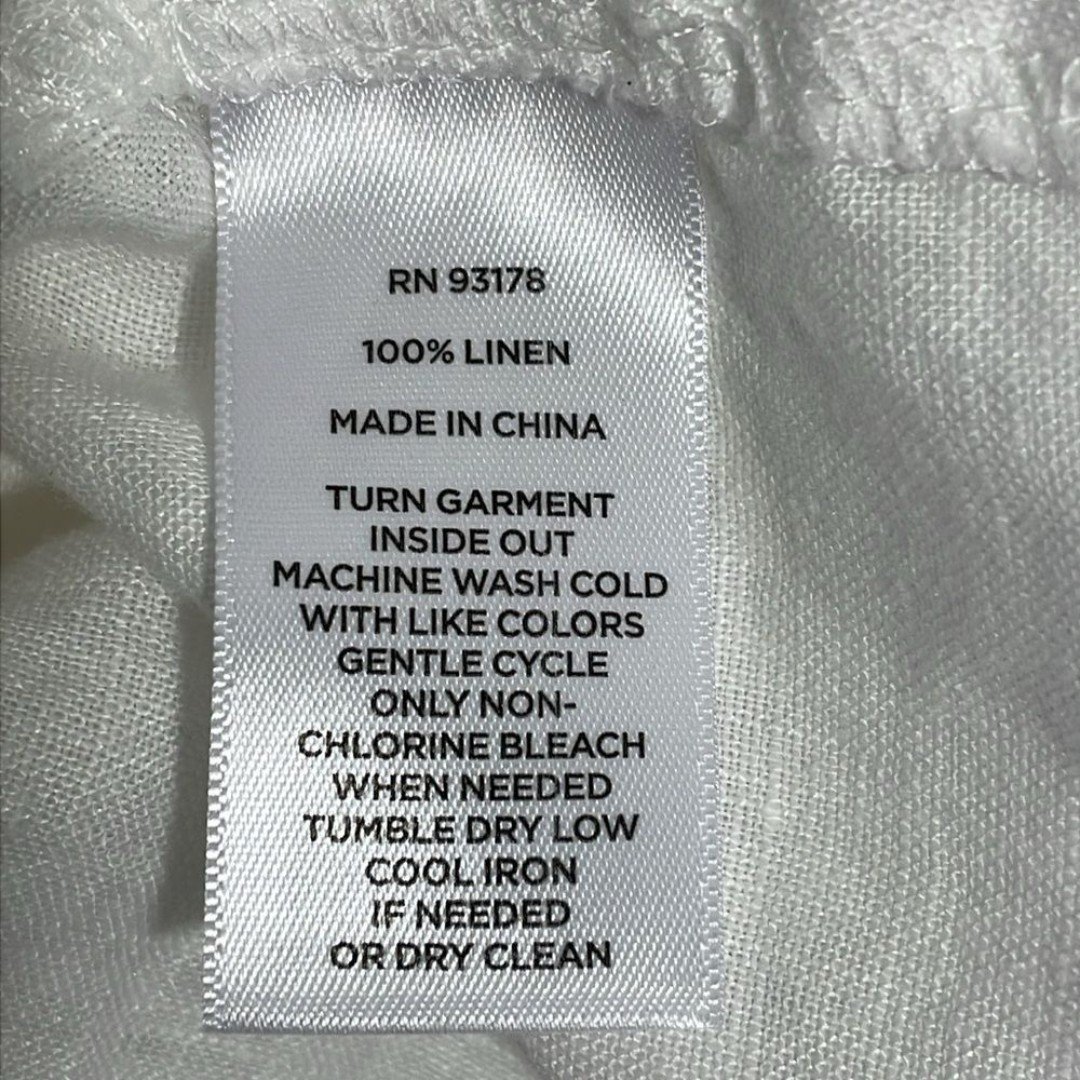 RN 93178
100% LINEN
MADE IN CHINA
TURN GARMENT
INSIDE OUT
MACHINE WASH COLD
WITH LIKE COLORS
GENTLE CYCLE
ONLY NON-
CHLORINE BLEACH
WHEN NEEDED
TUMBLE DRY LOW
COOL IRON
IF NEEDED
OR DRY CLEAN